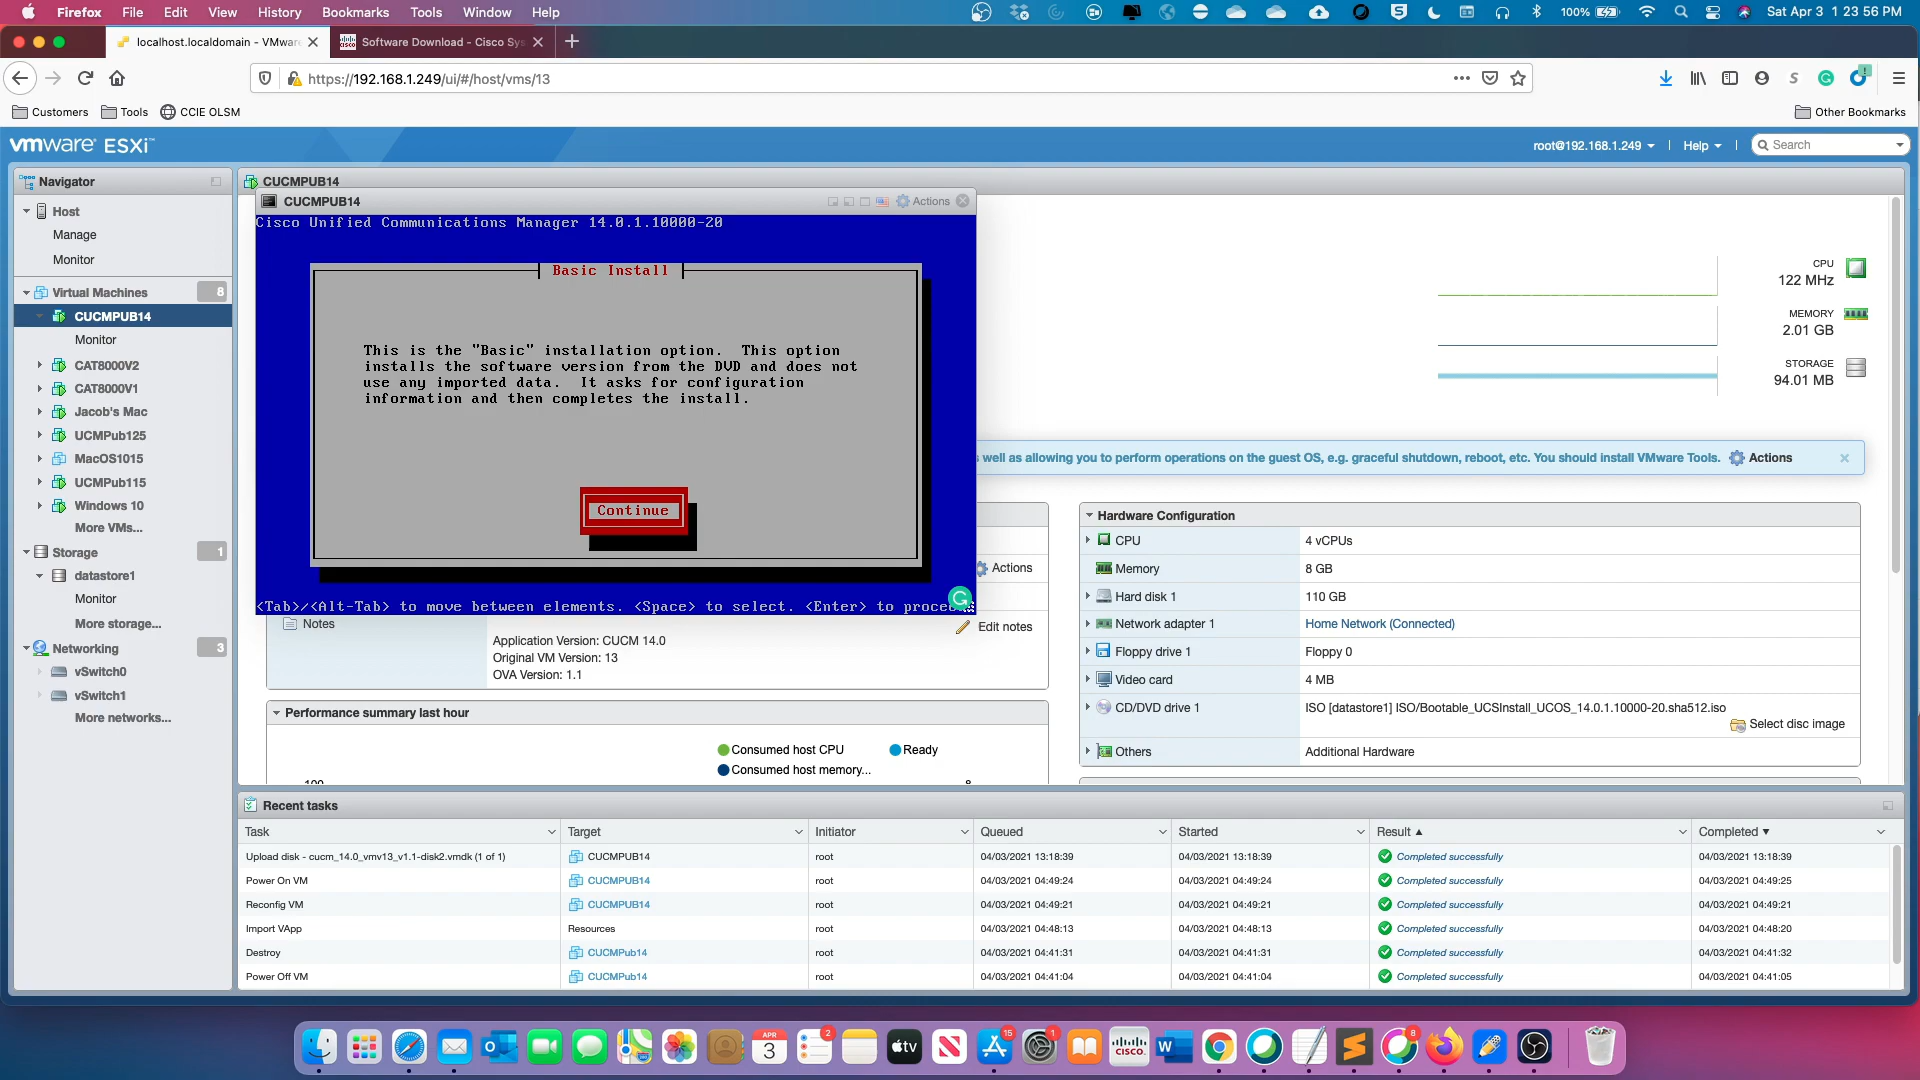 Firefox File Edit View History Bookmarks Tools Window Help 100% Sat Apr 3 1 23 56 PM
localhost.localdomain - VMware Software Download - Cisco Sys
https://192.168.1.249/ui/#/host/vms/13
Customers Tools CCIE OLSM Other Bookmarks
vmware ESXi™ root@192.168.1.249 Help Search
Navigator
Host
Manage
Monitor
Virtual Machines 8
CUCMPUB14
Monitor
CAT8000V2
CAT8000V1
Jacob's Mac
UCMPub125
MacOS1015
UCMPub115
Windows 10
More VMs...
Storage 1
datastore1
Monitor
More storage...
Networking 3
vSwitch0
vSwitch1
More networks...
CUCMPUB14
CUCMPUB14 Actions
Cisco Unified Communications Manager 14.0.1.10000-20
Basic Install
This is the "Basic" installation option. This option
installs the software version from the DVD and does not
use any imported data. It asks for configuration
information and then completes the install.
Continue
<Tab>/<Alt-Tab> to move between elements. <Space> to select. <Enter> to procee
CPU
122 MHz
MEMORY
2.01 GB
STORAGE
94.01 MB
well as allowing you to perform operations on the guest OS, e.g. graceful shutdown, reboot, etc. You should install VMware Tools. Actions
Actions
Notes
Application Version: CUCM 14.0
Original VM Version: 13
OVA Version: 1.1
Edit notes
Performance summary last hour
Consumed host CPU Ready
Consumed host memory...
100 8
Hardware Configuration
CPU 4 vCPUs
Memory 8 GB
Hard disk 1 110 GB
Network adapter 1 Home Network (Connected)
Floppy drive 1 Floppy 0
Video card 4 MB
CD/DVD drive 1 ISO [datastore1] ISO/Bootable_UCSInstall_UCOS_14.0.1.10000-20.sha512.iso
Select disc image
Others Additional Hardware
Recent tasks
Task Target Initiator Queued Started Result Completed
Upload disk - cucm_14.0_vmv13_v1.1-disk2.vmdk (1 of 1) CUCMPUB14 root 04/03/2021 13:18:39 04/03/2021 13:18:39 Completed successfully 04/03/2021 13:18:39
Power On VM CUCMPUB14 root 04/03/2021 04:49:24 04/03/2021 04:49:24 Completed successfully 04/03/2021 04:49:25
Reconfig VM CUCMPUB14 root 04/03/2021 04:49:21 04/03/2021 04:49:21 Completed successfully 04/03/2021 04:49:21
Import VApp Resources root 04/03/2021 04:48:13 04/03/2021 04:48:13 Completed successfully 04/03/2021 04:48:20
Destroy CUCMPub14 root 04/03/2021 04:41:31 04/03/2021 04:41:31 Completed successfully 04/03/2021 04:41:32
Power Off VM CUCMPub14 root 04/03/2021 04:41:04 04/03/2021 04:41:04 Completed successfully 04/03/2021 04:41:05
APR
3
2
tv
15
1
CISCO
W
8